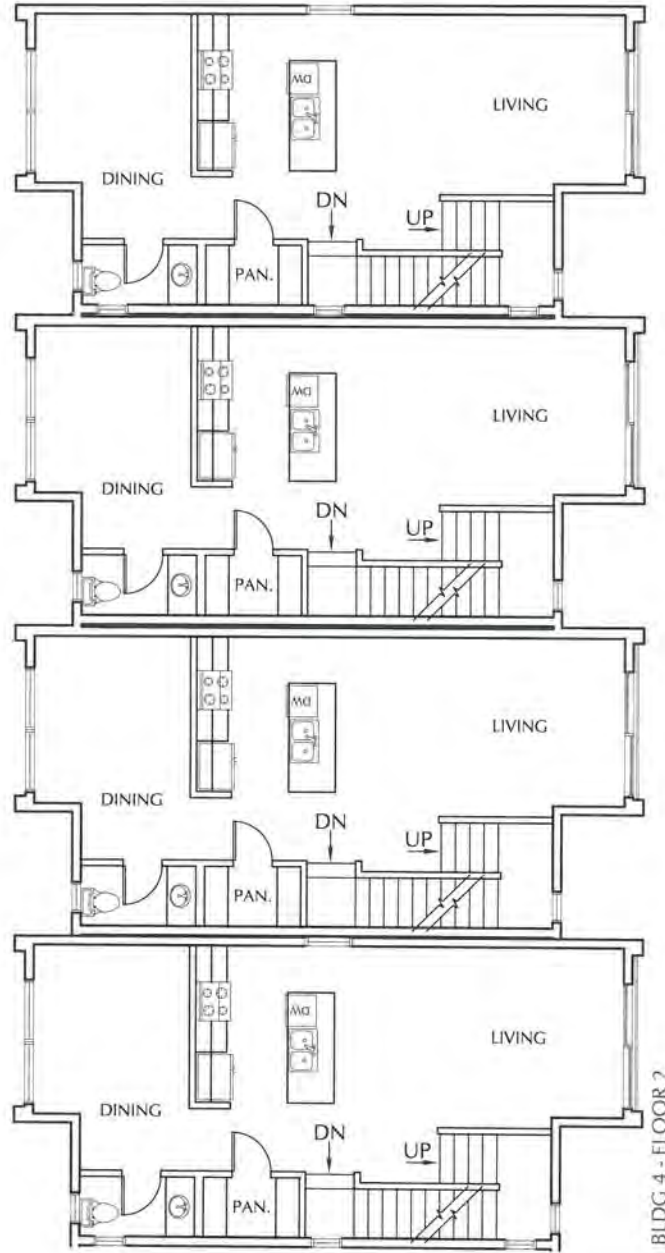 DW
LIVING
DINING
DN
UP
PAN.
DW
LIVING
DINING
DN
UP
PAN.
DW
LIVING
DINING
DN
UP
PAN.
DW
LIVING
DINING
DN
UP
PAN.
BLDG 4 - FLOOR 2